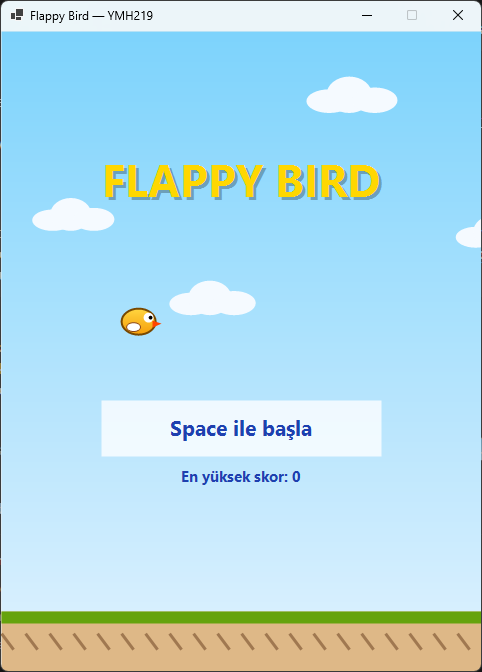 Flappy Bird — YMH219
FLAPPY BIRD
Space ile başla
En yüksek skor: 0